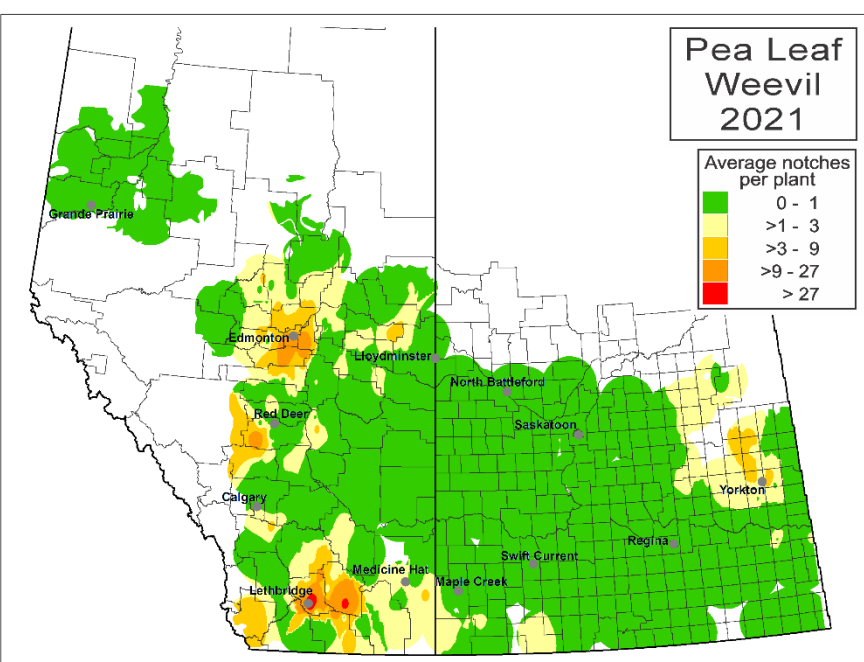 Pea Leaf
Weevil
2021
Average notches
per plant
0 - 1
>1 - 3
>3 - 9
>9 - 27
> 27
Grande Prairie
Edmonton
Lloydminster
North Battleford
Red Deer
Saskatoon
Yorkton
Calgary
Regina
Swift Current
Medicine Hat
Maple Creek
Lethbridge